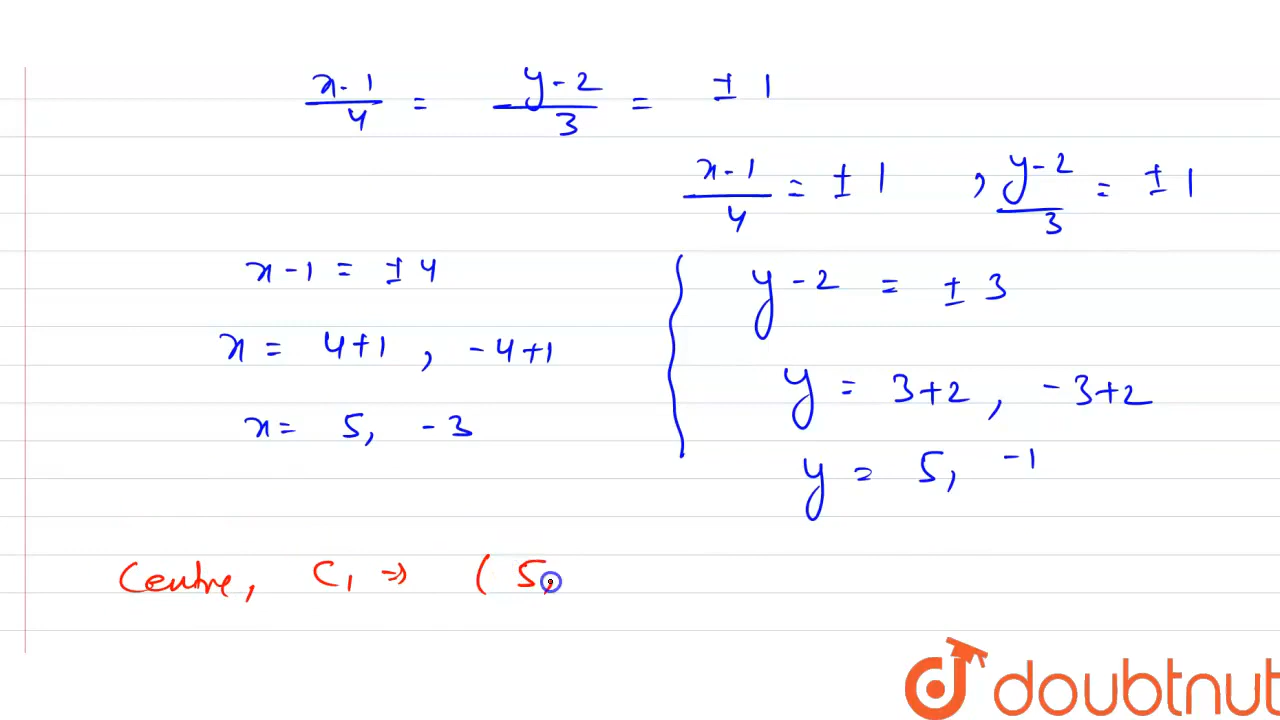 x-1/4 = y-2/3 = ± 1
x-1/4 = ± 1 , y-2/3 = ± 1
x-1 = ± 4
y-2 = ± 3
x = 4+1 , -4+1
y = 3+2 , -3+2
x = 5, -3
y = 5, -1
Centre, C1 ⇒ ( 5,
doubtnut